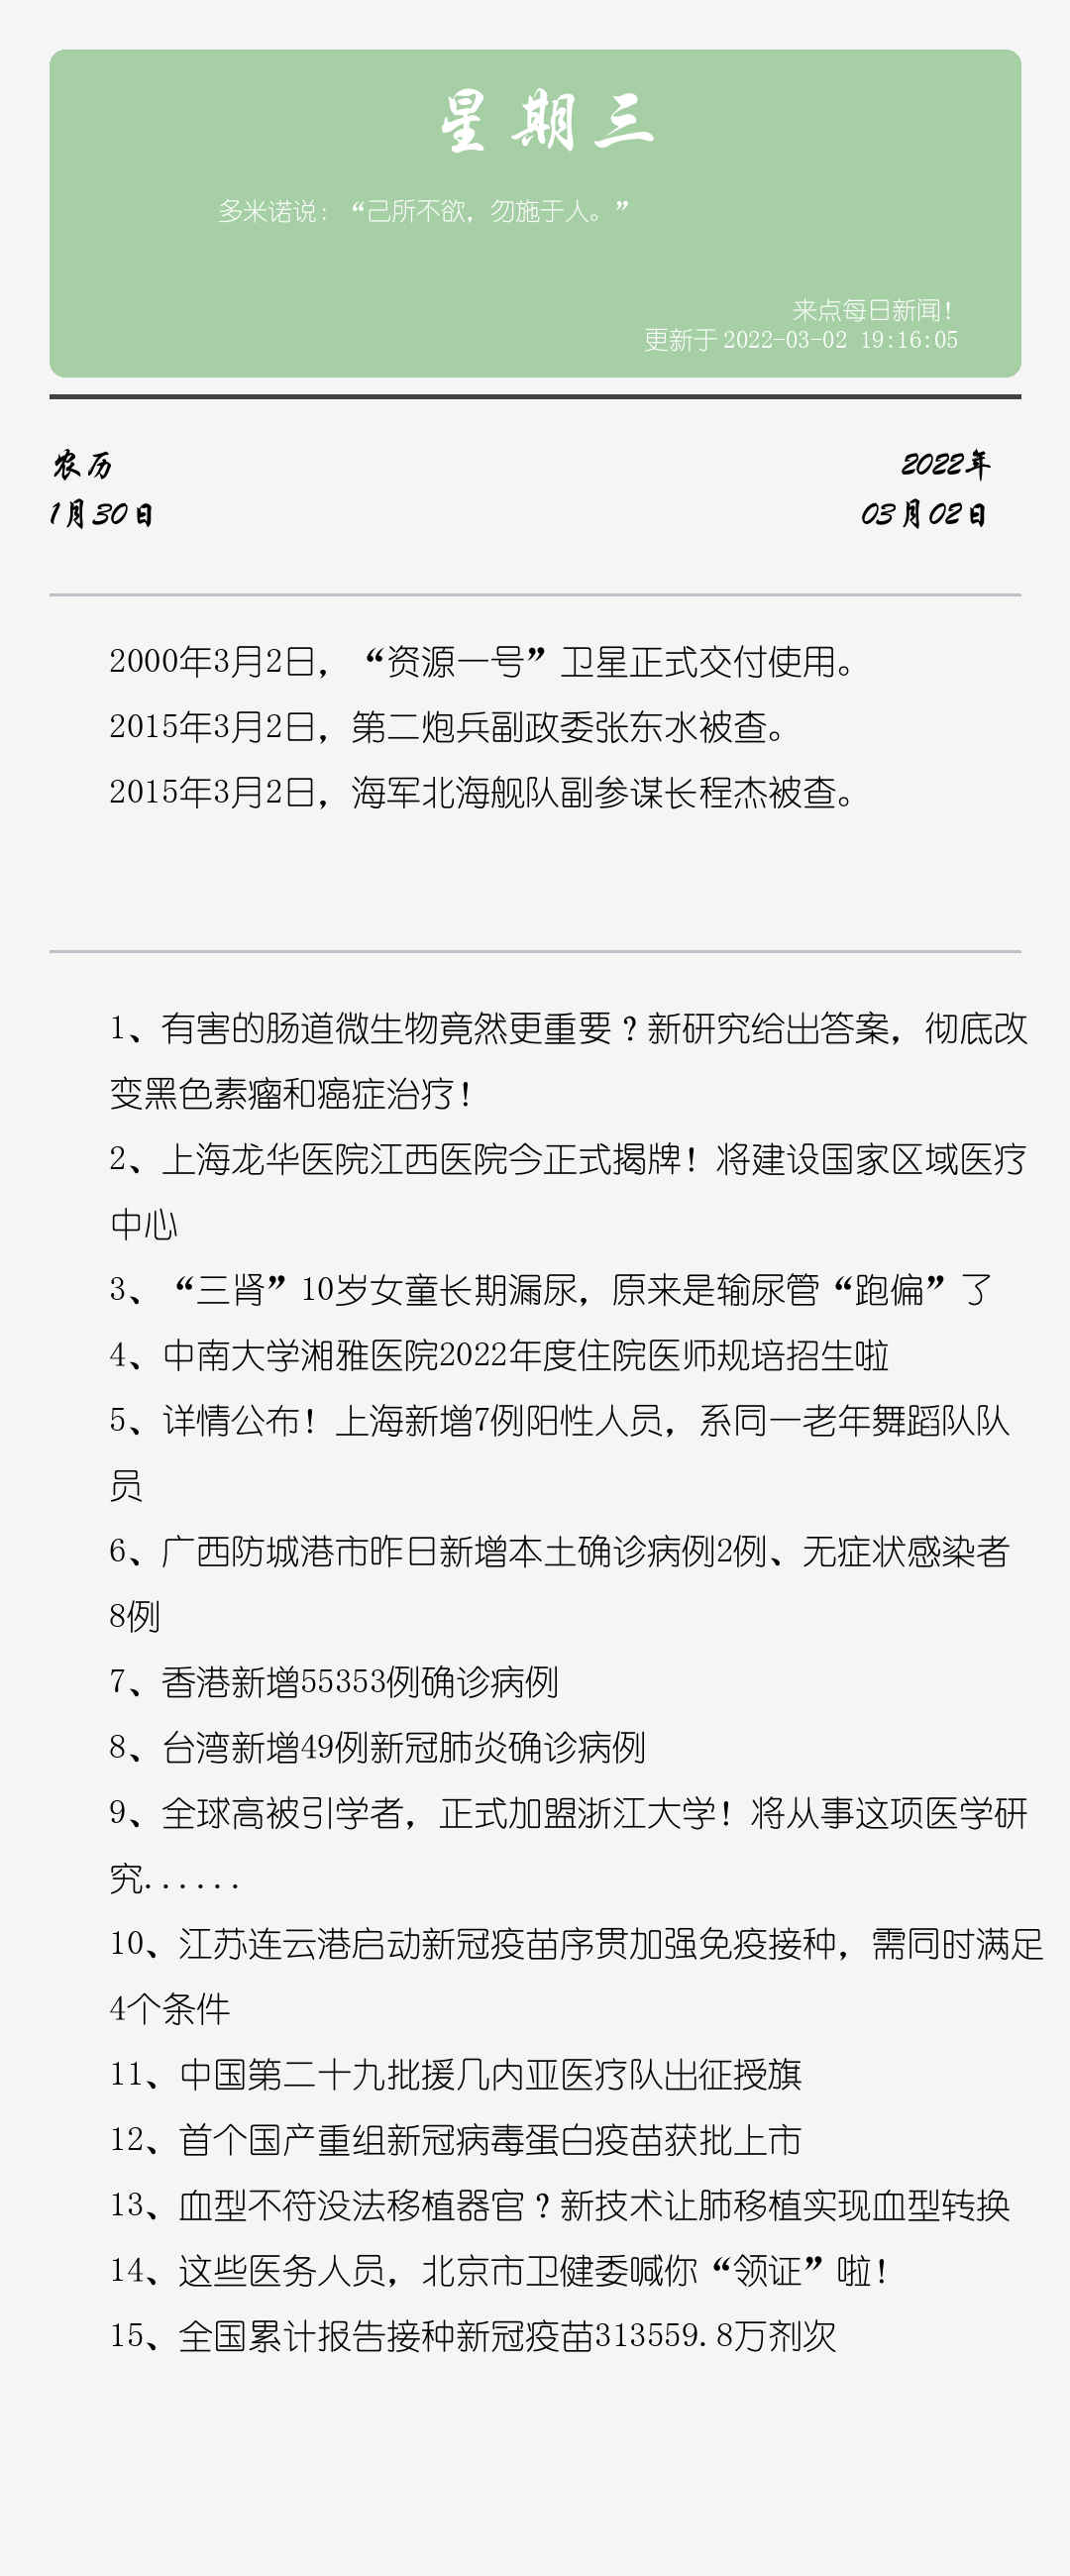 星期三
多米诺说：“己所不欲，勿施于人。”
来点每日新闻！
更新于 2022-03-02 19:16:05
农历
2022年
1月30日
03月02日
2000年3月2日，“资源一号”卫星正式交付使用。
2015年3月2日，第二炮兵副政委张东水被查。
2015年3月2日，海军北海舰队副参谋长程杰被查。
1、有害的肠道微生物竟然更重要？新研究给出答案，彻底改
变黑色素瘤和癌症治疗！
2、上海龙华医院江西医院今正式揭牌！将建设国家区域医疗
中心
3、“三肾”10岁女童长期漏尿，原来是输尿管“跑偏”了
4、中南大学湘雅医院2022年度住院医师规培招生啦
5、详情公布！上海新增7例阳性人员，系同一老年舞蹈队队
员
6、广西防城港市昨日新增本土确诊病例2例、无症状感染者
8例
7、香港新增55353例确诊病例
8、台湾新增49例新冠肺炎确诊病例
9、全球高被引学者，正式加盟浙江大学！将从事这项医学研
究......
10、江苏连云港启动新冠疫苗序贯加强免疫接种，需同时满足
4个条件
11、中国第二十九批援几内亚医疗队出征授旗
12、首个国产重组新冠病毒蛋白疫苗获批上市
13、血型不符没法移植器官？新技术让肺移植实现血型转换
14、这些医务人员，北京市卫健委喊你“领证”啦！
15、全国累计报告接种新冠疫苗313559.8万剂次